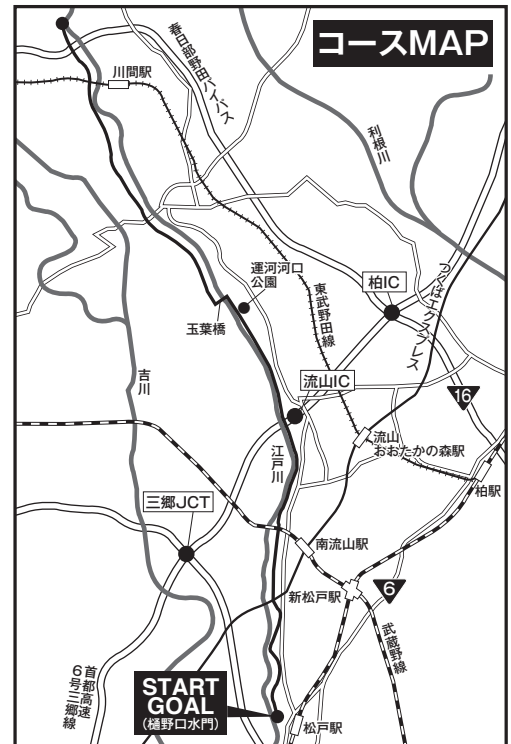 コースMAP
春日部野田バイパス
川間駅
利根川
運河河口
公園
柏IC
つくばエクスプレス
東武野田線
玉葉橋
流山IC
16
吉川
江戸川
流山
おおたかの森駅
柏駅
三郷JCT
南流山駅
新松戸駅
6
武蔵野線
首都高速
6号三郷線
START
GOAL
(樋野口水門)
松戸駅